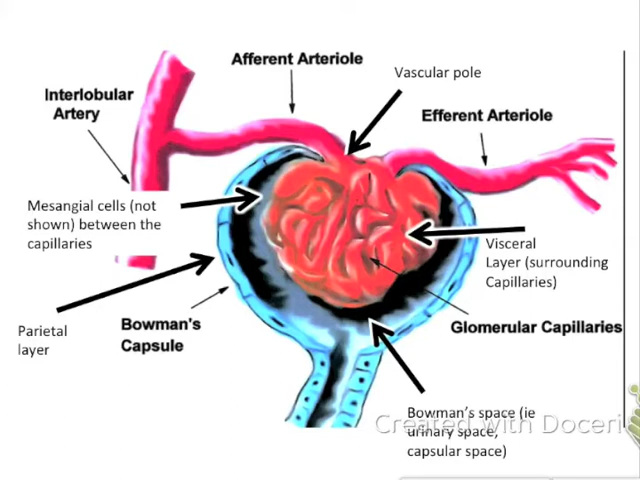 Afferent Arteriole
Vascular pole
Interlobular
Artery
Efferent Arteriole
Mesangial cells (not
shown) between the
capillaries
Visceral
Layer (surrounding
Capillaries)
Parietal
layer
Bowman's
Capsule
Glomerular Capillaries
Bowman's space (ie
urinary space,
capsular space)
Created with Doceri